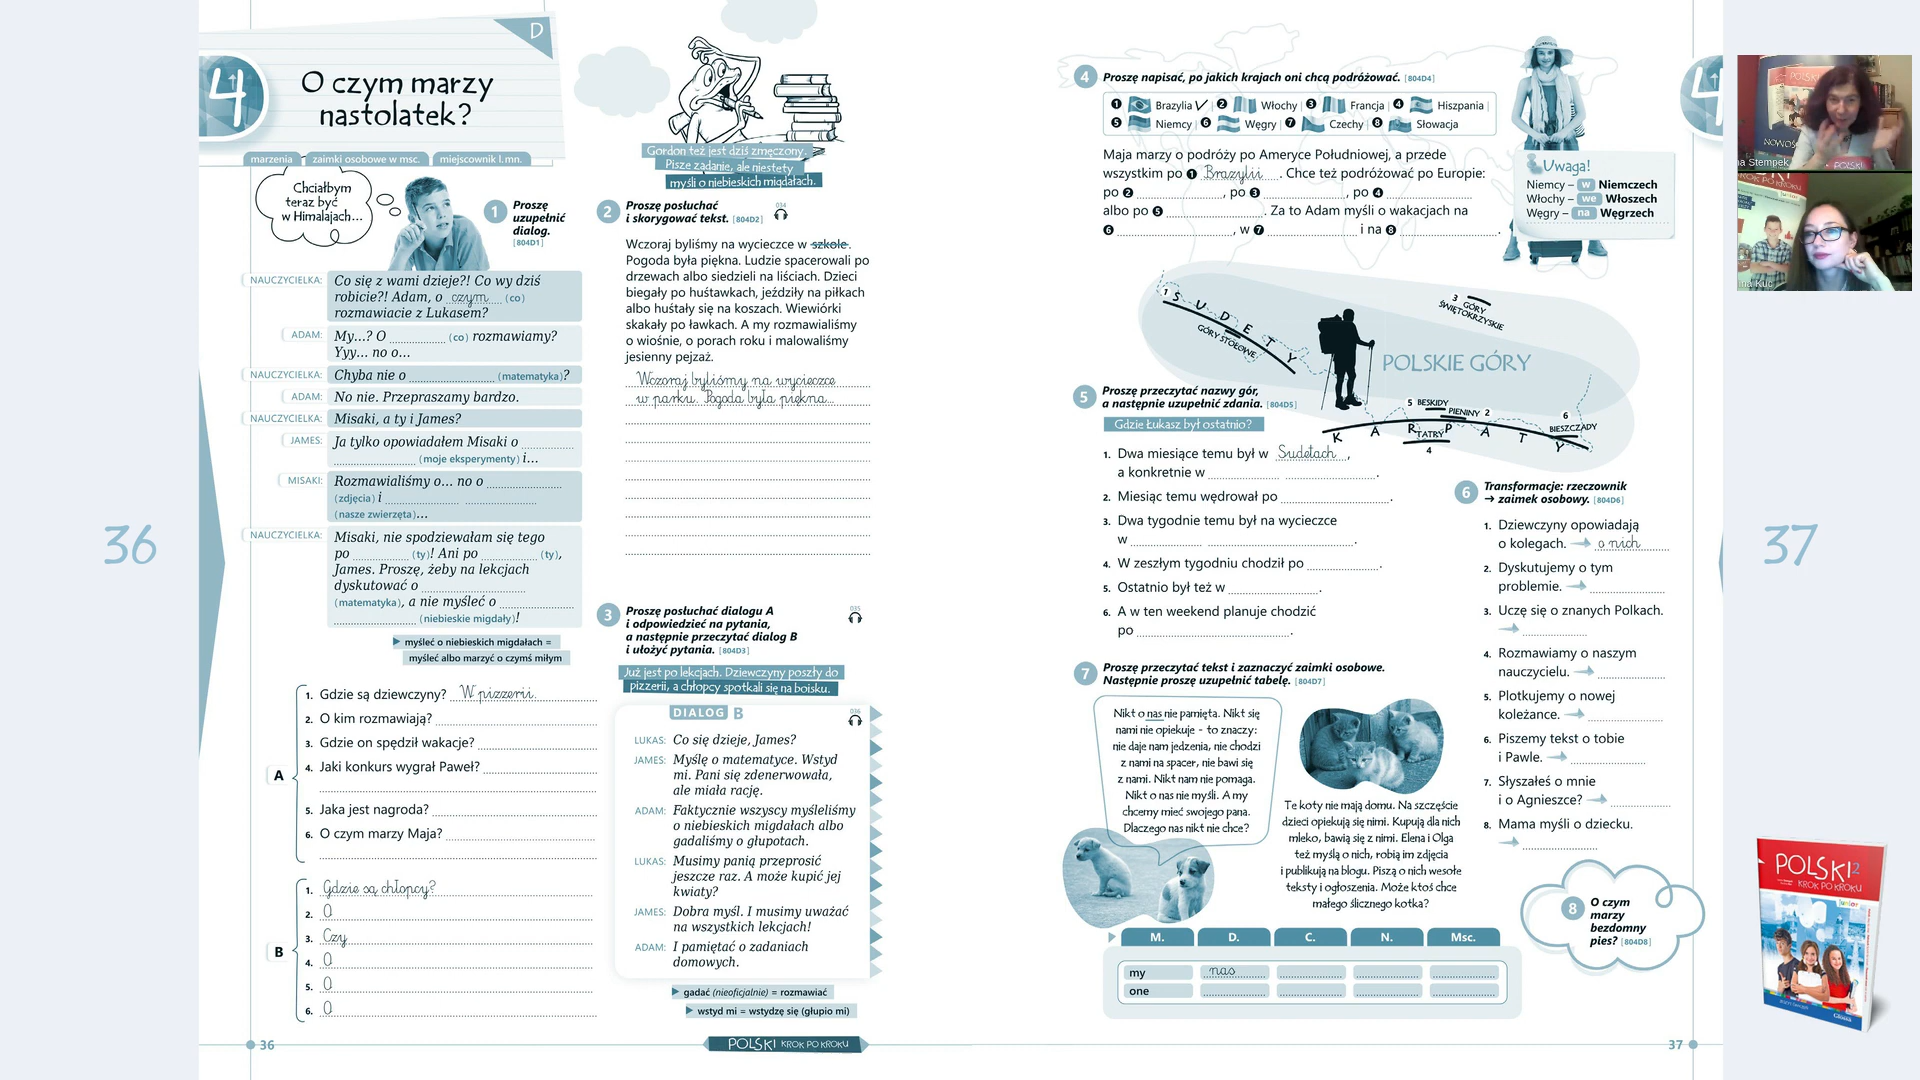 D
4
O czym marzy
nastolatek?
marzenia
zaimki osobowe w msc.
miejscownik l.mn.
Chciałbym
teraz być
w Himalajach...
1 Proszę
uzupełnić
dialog.
[804D1]
NAUCZYCIELKA: Co się z wami dzieje?! Co wy dziś
robicie?! Adam, o czym (co)
rozmawiacie z Lukasem?
ADAM: My...? O (co) rozmawiamy?
Yyy... no o...
NAUCZYCIELKA: Chyba nie o (matematyka)?
ADAM: No nie. Przepraszamy bardzo.
NAUCZYCIELKA: Misaki, a ty i James?
JAMES: Ja tylko opowiadałem Misaki o
(moje eksperymenty) i...
MISAKI: Rozmawialiśmy o... no o
(zdjęcia) i
(nasze zwierzęta)...
NAUCZYCIELKA: Misaki, nie spodziewałam się tego
po (ty)! Ani po (ty),
James. Proszę, żeby na lekcjach
dyskutować o
(matematyka), a nie myśleć o
(niebieskie migdały)!
myśleć o niebieskich migdałach =
myśleć albo marzyć o czymś miłym
A
1. Gdzie są dziewczyny? W pizzerii.
2. O kim rozmawiają?
3. Gdzie on spędził wakacje?
4. Jaki konkurs wygrał Paweł?
5. Jaka jest nagroda?
6. O czym marzy Maja?
B
1. Gdzie są chłopcy?
2. O
3. Czy
4. O
5. O
6. O
36
36
Gordon też jest dziś zmęczony.
Pisze zadanie, ale niestety
myśli o niebieskich migdałach.
2 Proszę posłuchać
i skorygować tekst. [804D2]
034
Wczoraj byliśmy na wycieczce w szkole.
Pogoda była piękna. Ludzie spacerowali po
drzewach albo siedzieli na liściach. Dzieci
biegały po huśtawkach, jeździły na piłkach
albo huśtały się na koszach. Wiewiórki
skakały po ławkach. A my rozmawialiśmy
o wiośnie, o porach roku i malowaliśmy
jesienny pejzaż.
Wczoraj byliśmy na wycieczce
w parku. Pogoda była piękna...
3 Proszę posłuchać dialogu A
i odpowiedzieć na pytania,
a następnie przeczytać dialog B
i ułożyć pytania. [804D3]
035
Już jest po lekcjach. Dziewczyny poszły do
pizzerii, a chłopcy spotkali się na boisku.
DIALOG B
036
LUKAS: Co się dzieje, James?
JAMES: Myślę o matematyce. Wstyd
mi. Pani się zdenerwowała,
ale miała rację.
ADAM: Faktycznie wszyscy myśleliśmy
o niebieskich migdałach albo
gadaliśmy o głupotach.
LUKAS: Musimy panią przeprosić
jeszcze raz. A może kupić jej
kwiaty?
JAMES: Dobra myśl. I musimy uważać
na wszystkich lekcjach!
ADAM: I pamiętać o zadaniach
domowych.
gadać (nieoficjalnie) = rozmawiać
wstyd mi = wstydzę się (głupio mi)
POLSKI KROK PO KROKU
4 Proszę napisać, po jakich krajach oni chcą podróżować. [804D4]
1 Brazylia 2 Włochy 3 Francja 4 Hiszpania
5 Niemcy 6 Węgry 7 Czechy 8 Słowacja
Maja marzy o podróży po Ameryce Południowej, a przede
wszystkim po 1 Brazylii. Chce też podróżować po Europie:
po 2 , po 3 , po 4
albo po 5 . Za to Adam myśli o wakacjach na
6 , w 7 i na 8 .
Uwaga!
Niemcy – w Niemczech
Włochy – we Włoszech
Węgry – na Węgrzech
4
1 SUDETY
GÓRY STOŁOWE
3 GÓRY
ŚWIĘTOKRZYSKIE
POLSKIE GÓRY
5 BESKIDY
PIENINY 2
6
BIESZCZADY
KARPATY
TATRY
4
5 Proszę przeczytać nazwy gór,
a następnie uzupełnić zdania. [804D5]
Gdzie Łukasz był ostatnio?
1. Dwa miesiące temu był w Sudetach,
a konkretnie w .
2. Miesiąc temu wędrował po .
3. Dwa tygodnie temu był na wycieczce
w .
4. W zeszłym tygodniu chodził po .
5. Ostatnio był też w .
6. A w ten weekend planuje chodzić
po .
6 Transformacje: rzeczownik
→ zaimek osobowy. [804D6]
1. Dziewczyny opowiadają
o kolegach. → o nich
2. Dyskutujemy o tym
problemie. →
3. Uczę się o znanych Polkach.
→
4. Rozmawiamy o naszym
nauczycielu. →
5. Plotkujemy o nowej
koleżance. →
6. Piszemy tekst o tobie
i Pawle. →
7. Słyszałeś o mnie
i o Agnieszce? →
8. Mama myśli o dziecku.
→
7 Proszę przeczytać tekst i zaznaczyć zaimki osobowe.
Następnie proszę uzupełnić tabelę. [804D7]
Nikt o nas nie pamięta. Nikt się
nami nie opiekuje - to znaczy:
nie daje nam jedzenia, nie chodzi
z nami na spacer, nie bawi się
z nami. Nikt nam nie pomaga.
Nikt o nas nie myśli. A my
chcemy mieć swojego pana.
Dlaczego nas nikt nie chce?
Te koty nie mają domu. Na szczęście
dzieci opiekują się nimi. Kupują dla nich
mleko, bawią się z nimi. Elena i Olga
też myślą o nich, robią im zdjęcia
i publikują na blogu. Piszą o nich wesołe
teksty i ogłoszenia. Może ktoś chce
małego ślicznego kotka?
M. D. C. N. Msc.
my nas
one
8 O czym
marzy
bezdomny
pies? [804D8]
37
37
POLSKI 2
KROK PO KROKU
junior
Glossa
NOWOŚ
POLSKI
na Stempek
ina Kuc